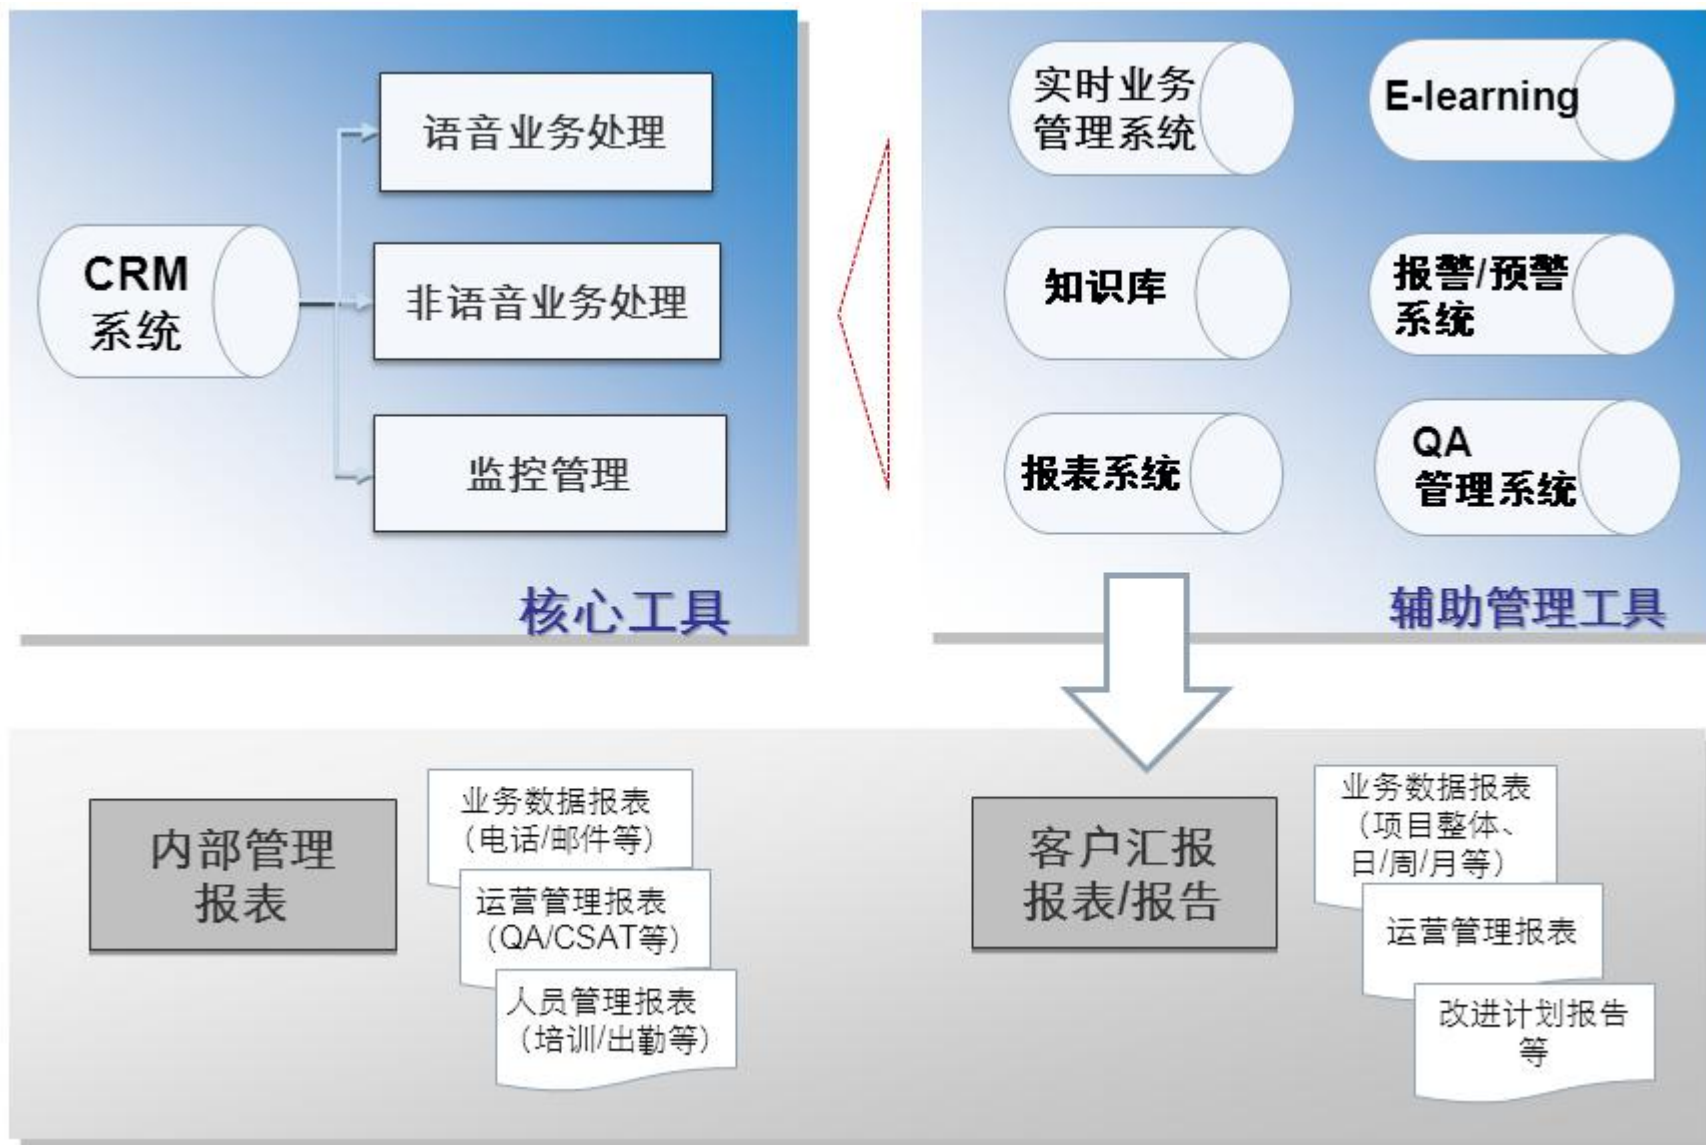 CRM
系统
语音业务处理
非语音业务处理
监控管理
核心工具
实时业务
管理系统
E-learning
知识库
报警/预警
系统
报表系统
QA
管理系统
辅助管理工具
内部管理
报表
业务数据报表
（电话/邮件等）
运营管理报表
（QA/CSAT等）
人员管理报表
（培训/出勤等）
客户汇报
报表/报告
业务数据报表
（项目整体、
日/周/月等）
运营管理报表
改进计划报告
等